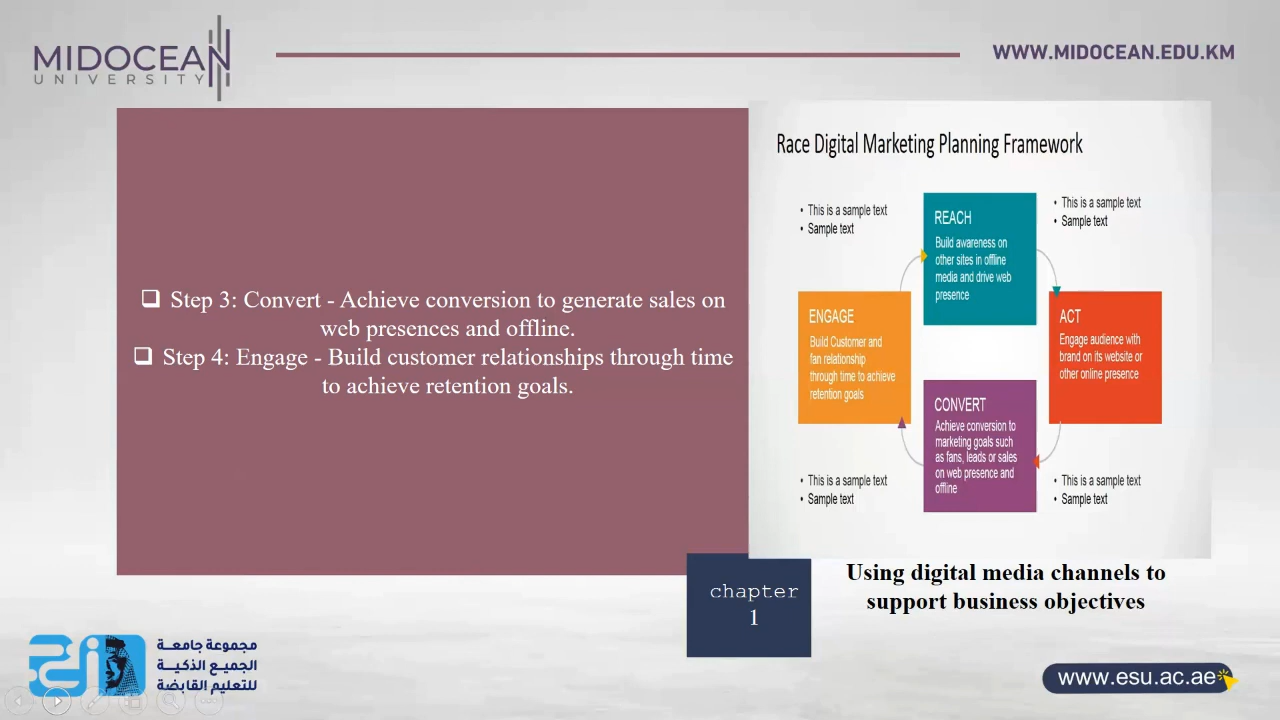 MIDOCEAN
UNIVERSITY
WWW.MIDOCEAN.EDU.KM
❑ Step 3: Convert - Achieve conversion to generate sales on
web presences and offline.
❑ Step 4: Engage - Build customer relationships through time
to achieve retention goals.
Race Digital Marketing Planning Framework
• This is a sample text
• Sample text
REACH
Build awareness on
other sites in offline
media and drive web
presence
• This is a sample text
• Sample text
ENGAGE
Build Customer and
fan relationship
through time to achieve
retention goals
ACT
Engage audience with
brand on its website or
other online presence
CONVERT
Achieve conversion to
marketing goals such
as fans, leads or sales
on web presence and
offline
• This is a sample text
• Sample text
• This is a sample text
• Sample text
chapter
1
Using digital media channels to
support business objectives
مجموعة جامعة
الجميع الذكية
للتعليم القابضة
www.esu.ac.ae